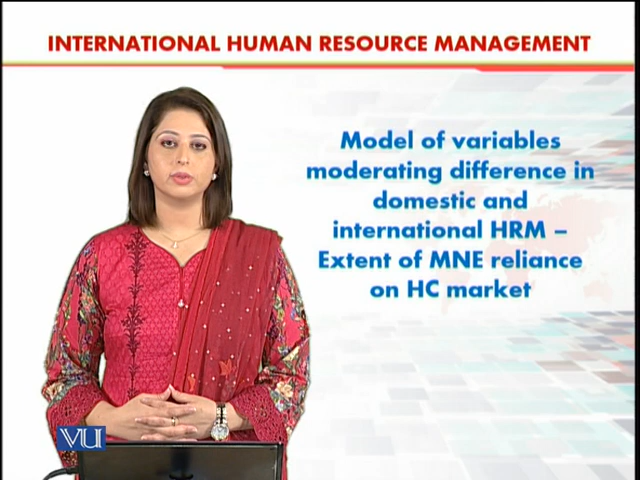 INTERNATIONAL HUMAN RESOURCE MANAGEMENT
Model of variables
moderating difference in
domestic and
international HRM –
Extent of MNE reliance
on HC market
VU